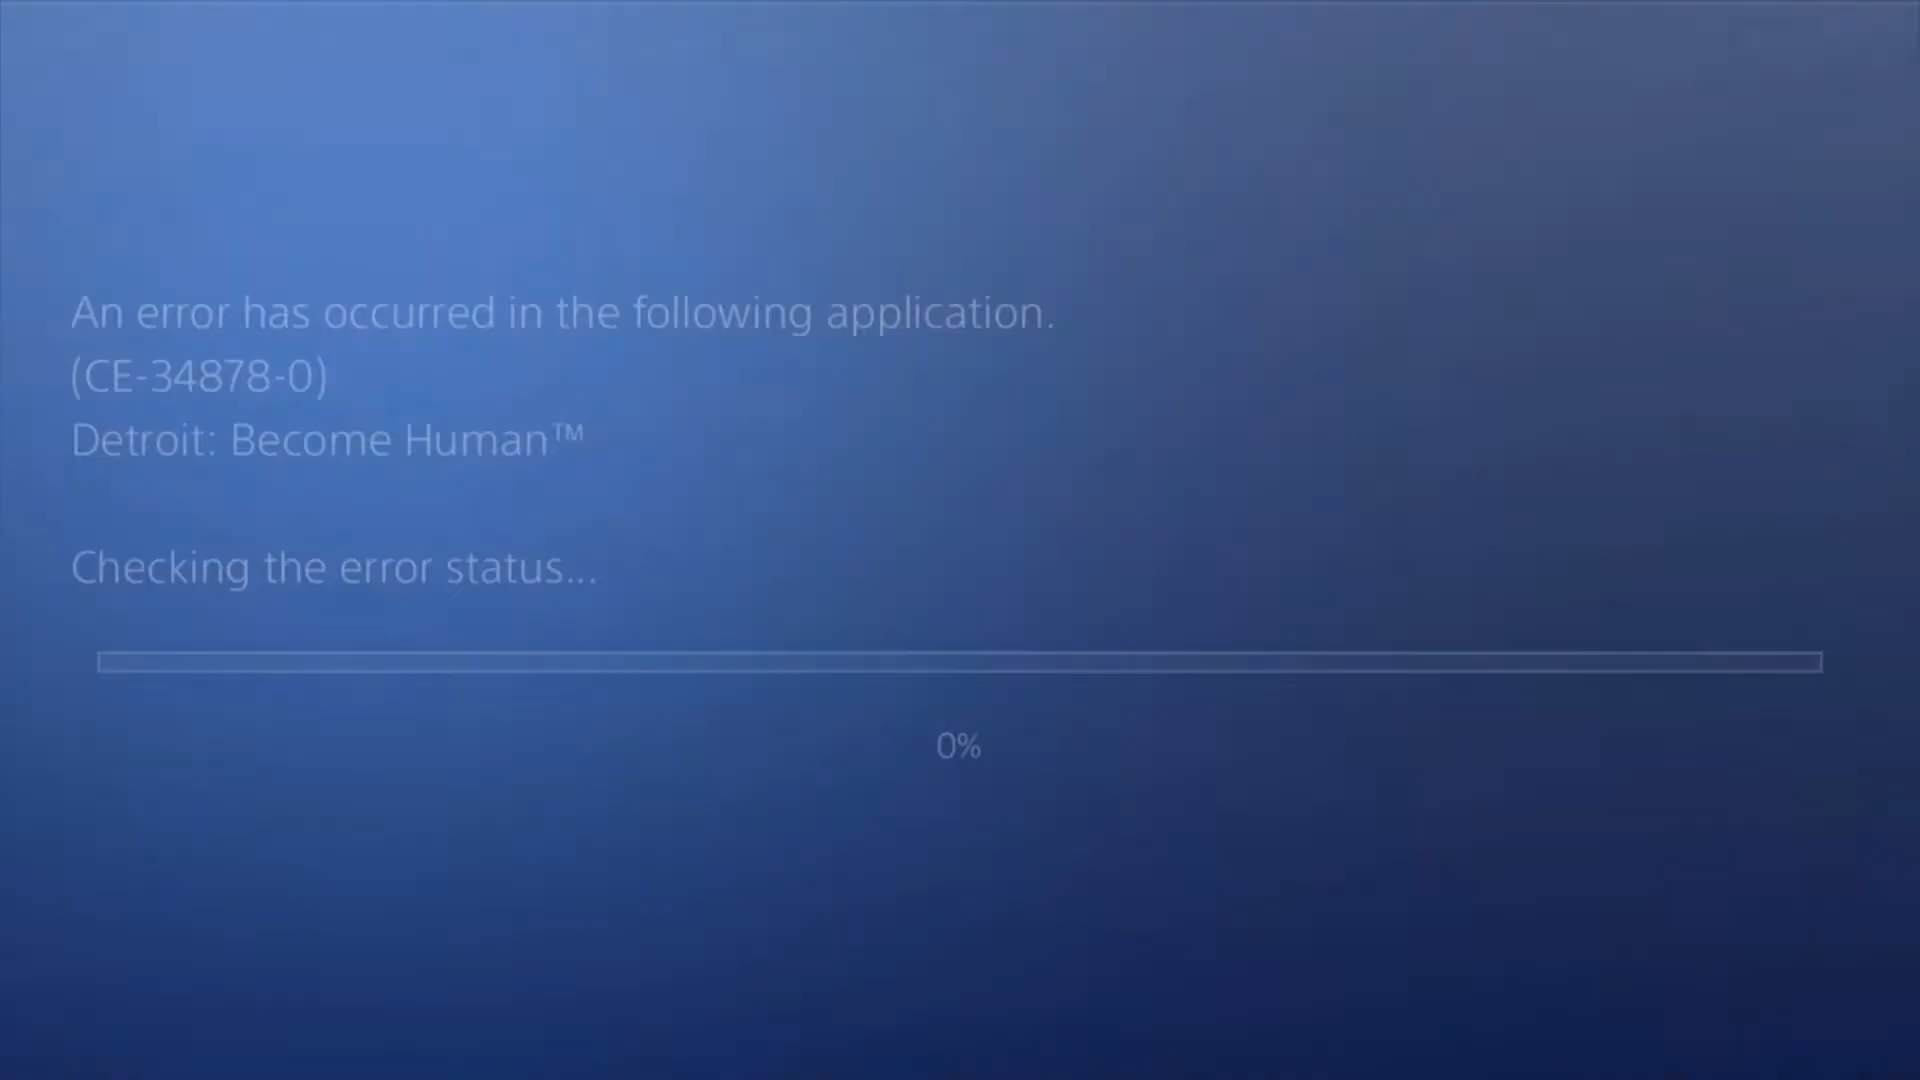 An error has occurred in the following application.
(CE-34878-0)
Detroit: Become Human™
Checking the error status...
0%